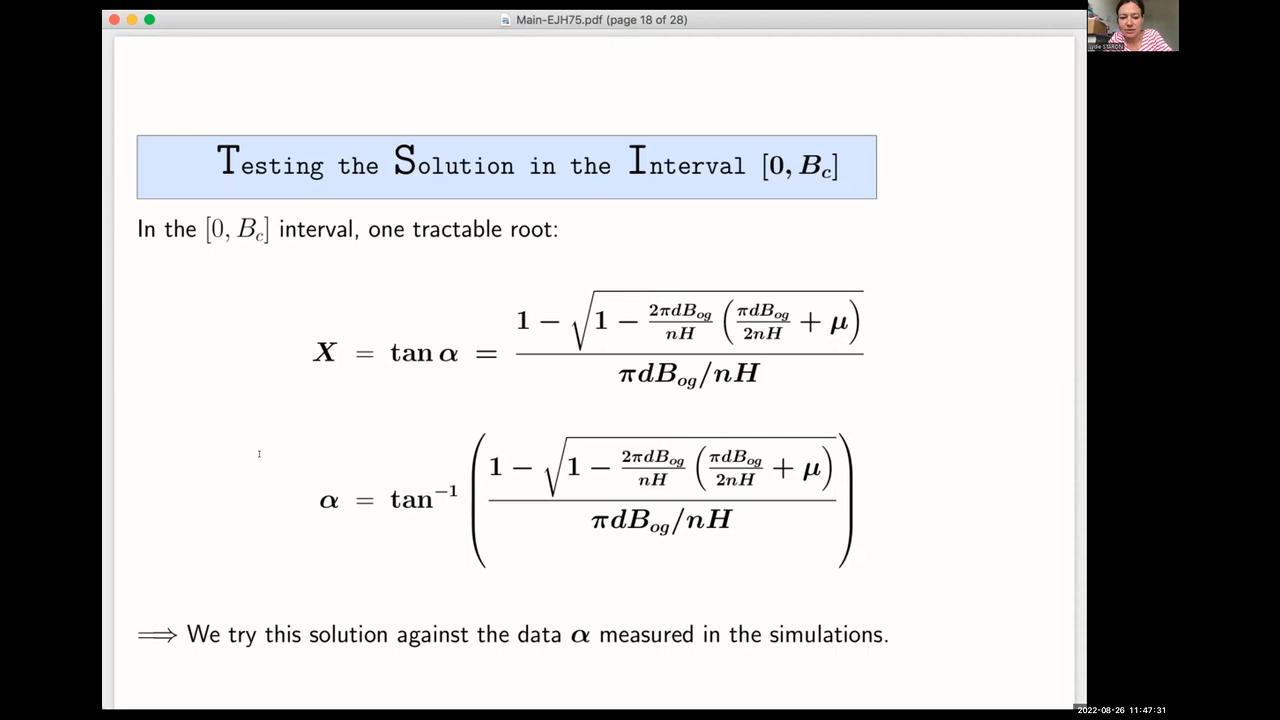 Main-EJH75.pdf (page 18 of 28)
Lydie STARON
Testing the Solution in the Interval [0, B_c]
In the [0, B_c] interval, one tractable root:
X = tan α = (1 − √(1 − (2πdB_og/nH) (πdB_og/2nH + μ))) / (πdB_og/nH)
α = tan⁻¹ ((1 − √(1 − (2πdB_og/nH) (πdB_og/2nH + μ))) / (πdB_og/nH))
⟹ We try this solution against the data α measured in the simulations.
2022-08-26 11:47:31